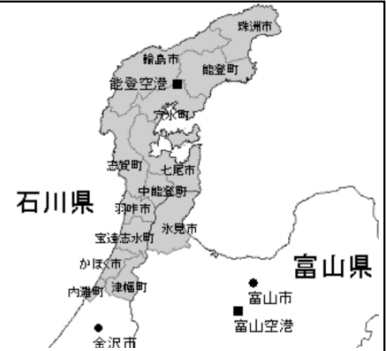 珠洲市
輪島市
能登町
能登空港
穴水町
志賀町
七尾市
中能登町
石川県
羽咋市
宝達志水町
氷見市
かほく市
富山県
内灘町
津幡町
富山市
富山空港
金沢市